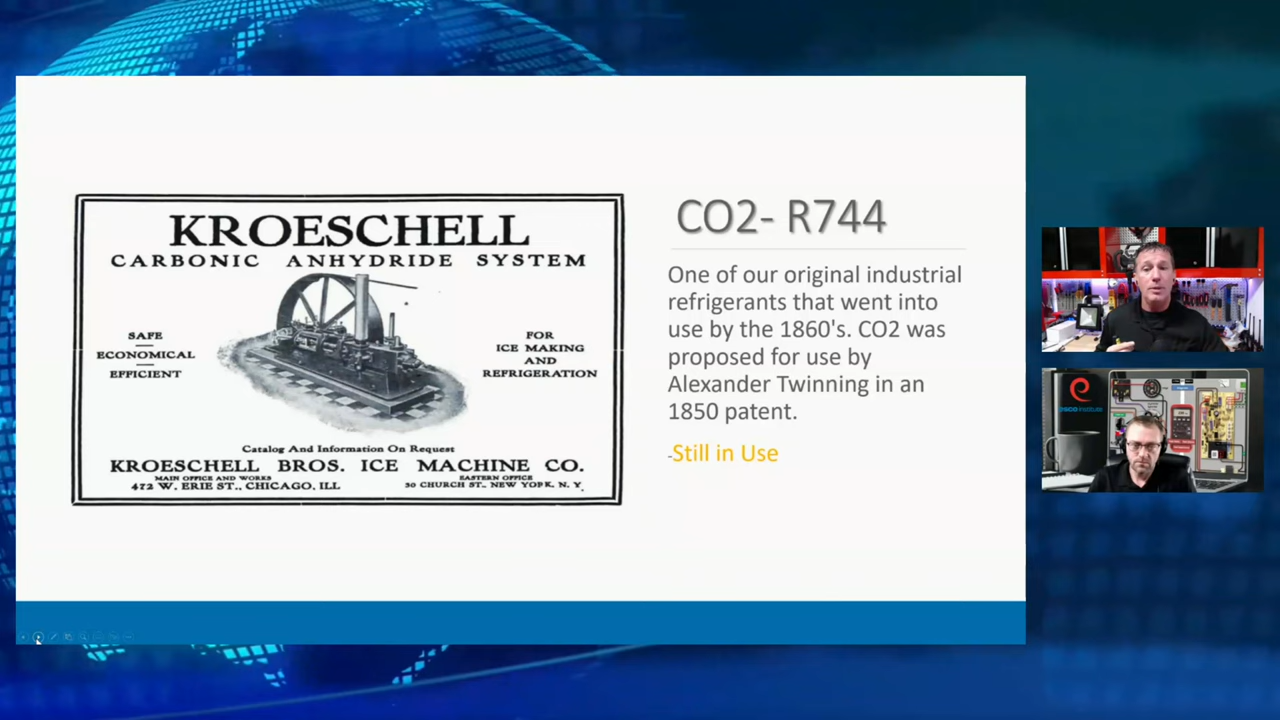 KROESCHELL
CARBONIC ANHYDRIDE SYSTEM
SAFE
ECONOMICAL
EFFICIENT
FOR
ICE MAKING
AND
REFRIGERATION
Catalog And Information On Request
KROESCHELL BROS. ICE MACHINE CO.
MAIN OFFICE AND WORKS
472 W. ERIE ST., CHICAGO, ILL
EASTERN OFFICE
30 CHURCH ST., NEW YORK, N. Y.
CO2- R744
One of our original industrial
refrigerants that went into
use by the 1860's. CO2 was
proposed for use by
Alexander Twinning in an
1850 patent.
-Still in Use
esco institute